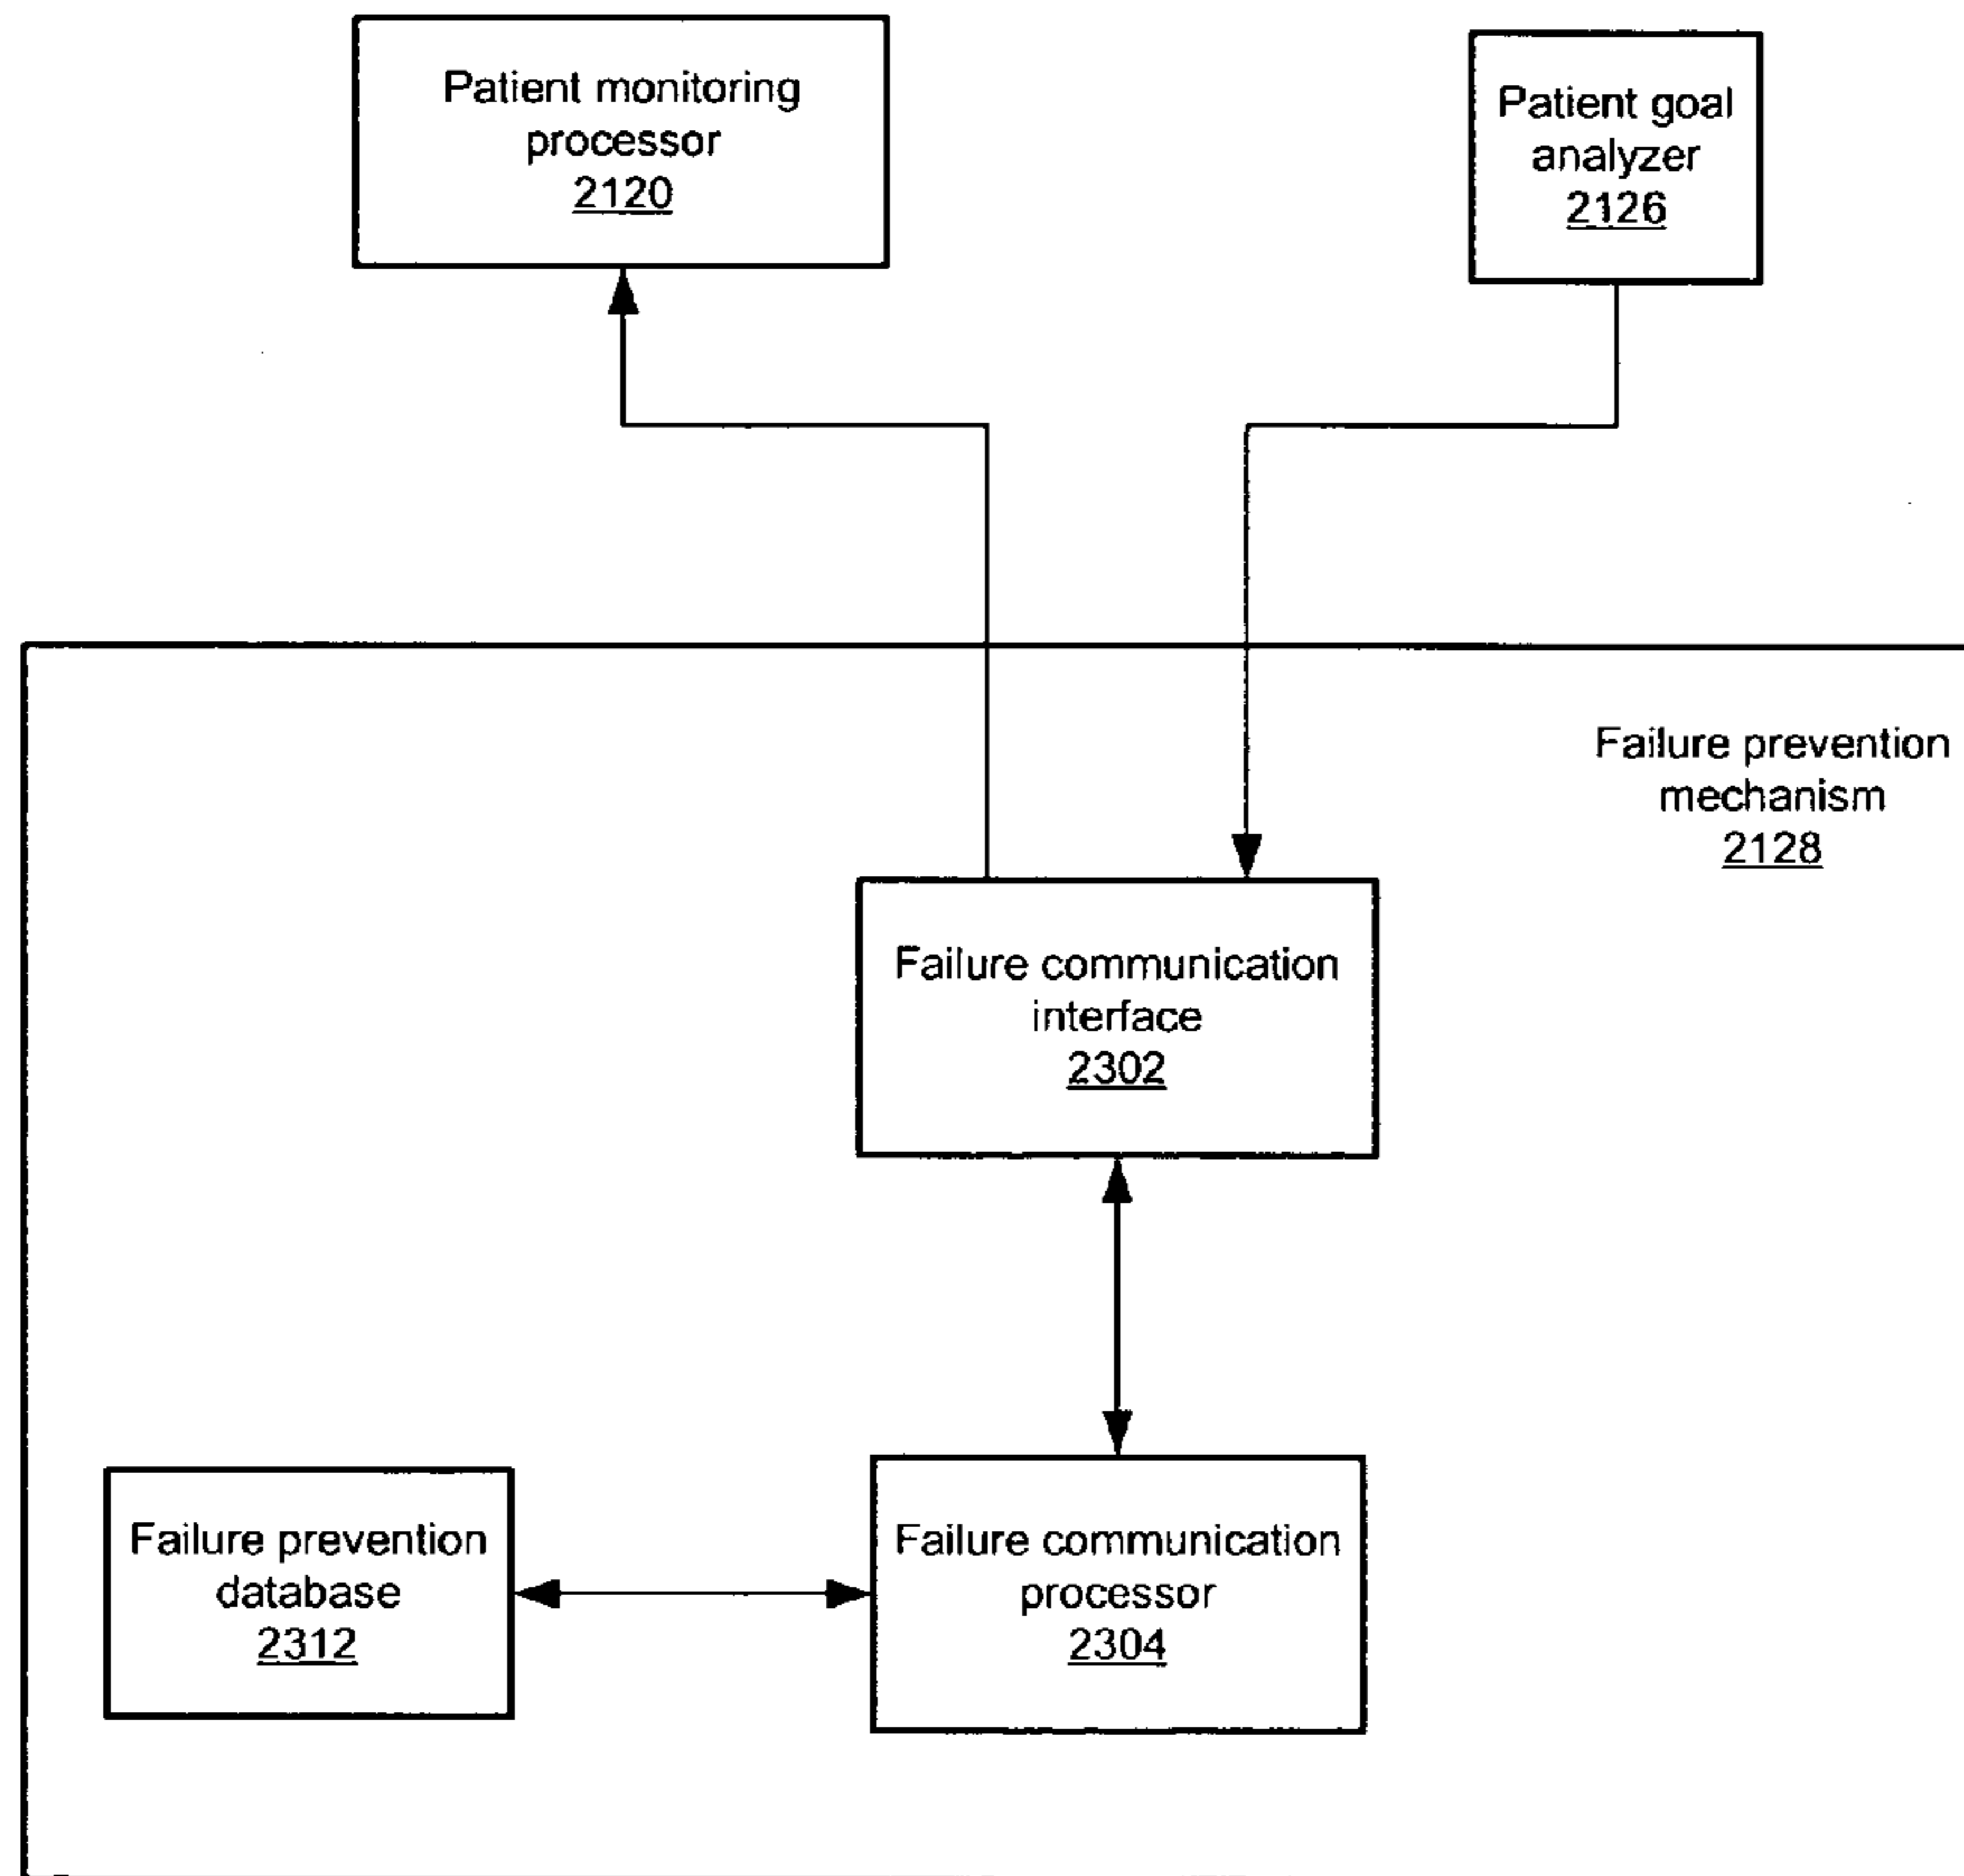 Patient monitoring
processor
2120
Patient goal
analyzer
2126
Failure prevention
mechanism
2128
Failure communication
interface
2302
Failure prevention
database
2312
Failure communication
processor
2304